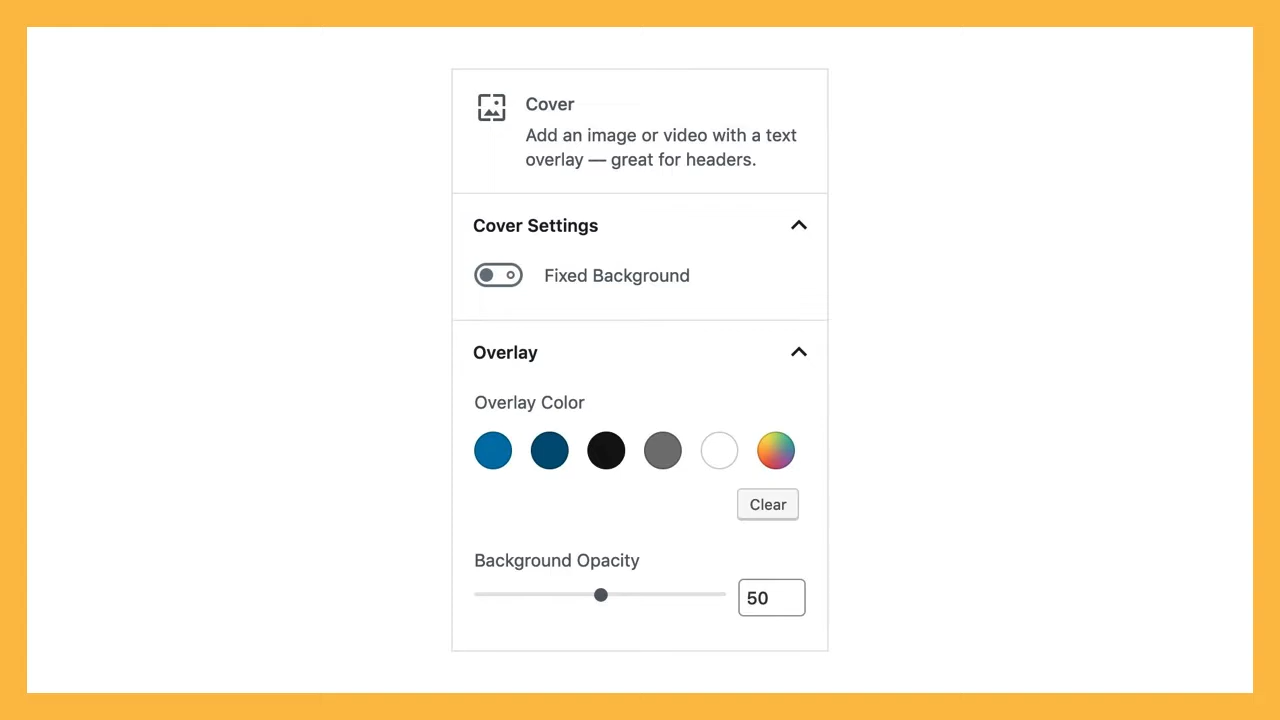 Cover
Add an image or video with a text
overlay — great for headers.
Cover Settings
Fixed Background
Overlay
Overlay Color
Clear
Background Opacity
50